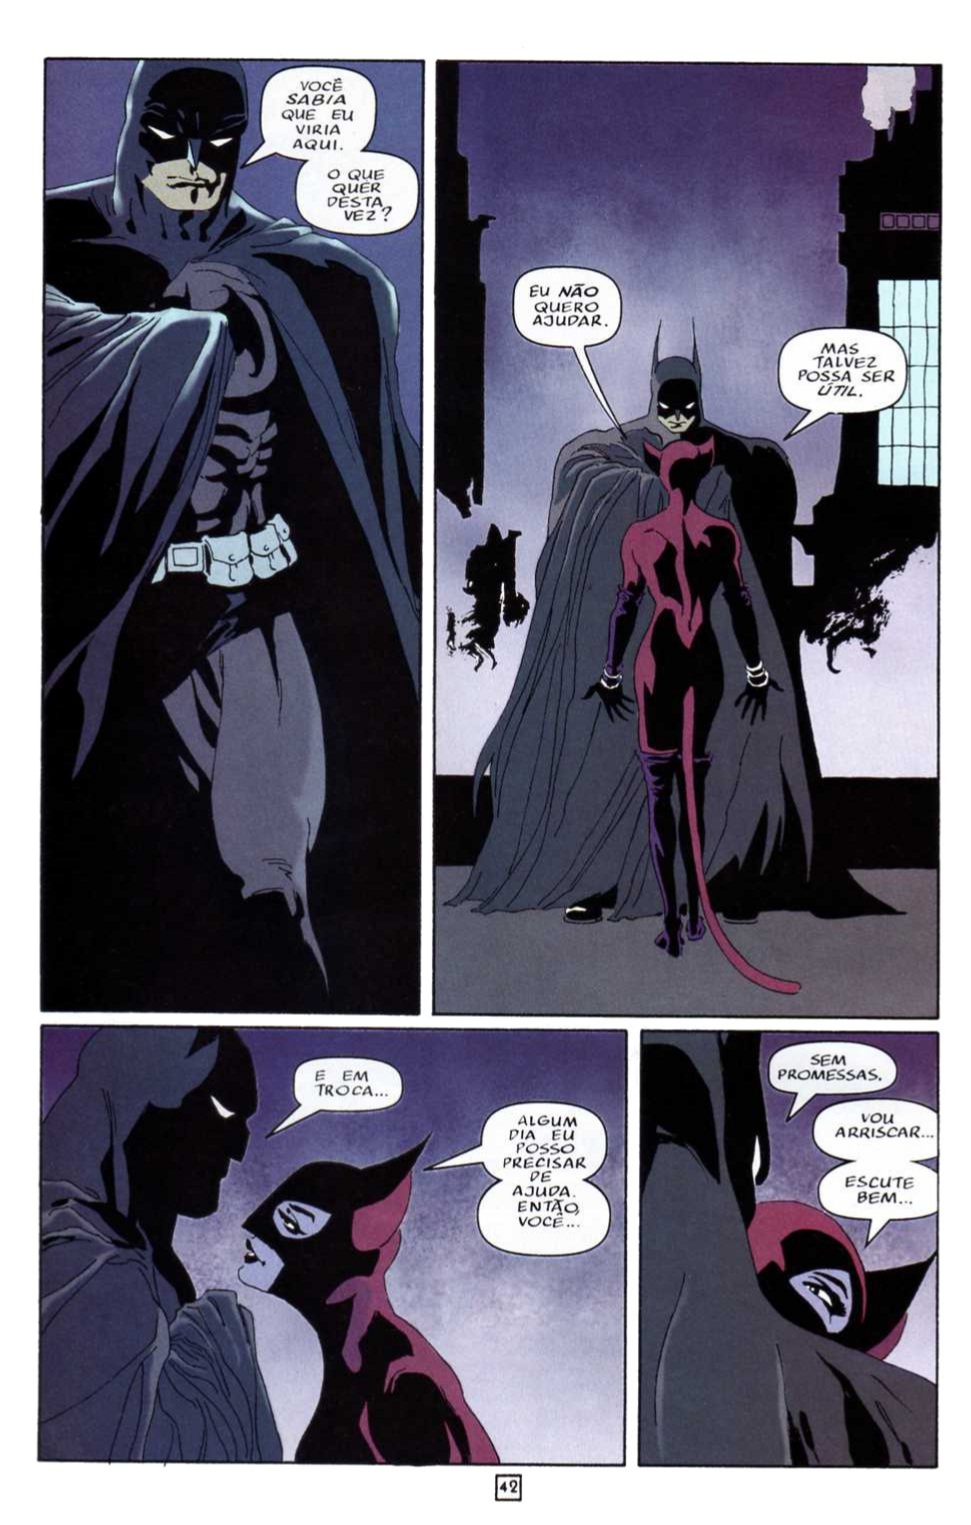 VOCÊ
SABIA
QUE EU
VIRIA
AQUI.
O QUE
QUER
DESTA
VEZ?
EU NÃO
QUERO
AJUDAR.
MAS
TALVEZ
POSSA SER
ÚTIL.
E EM
TROCA...
ALGUM
DIA EU
POSSO
PRECISAR
DE
AJUDA.
ENTÃO,
VOCÊ...
SEM
PROMESSAS.
VOU
ARRISCAR...
ESCUTE
BEM...
42